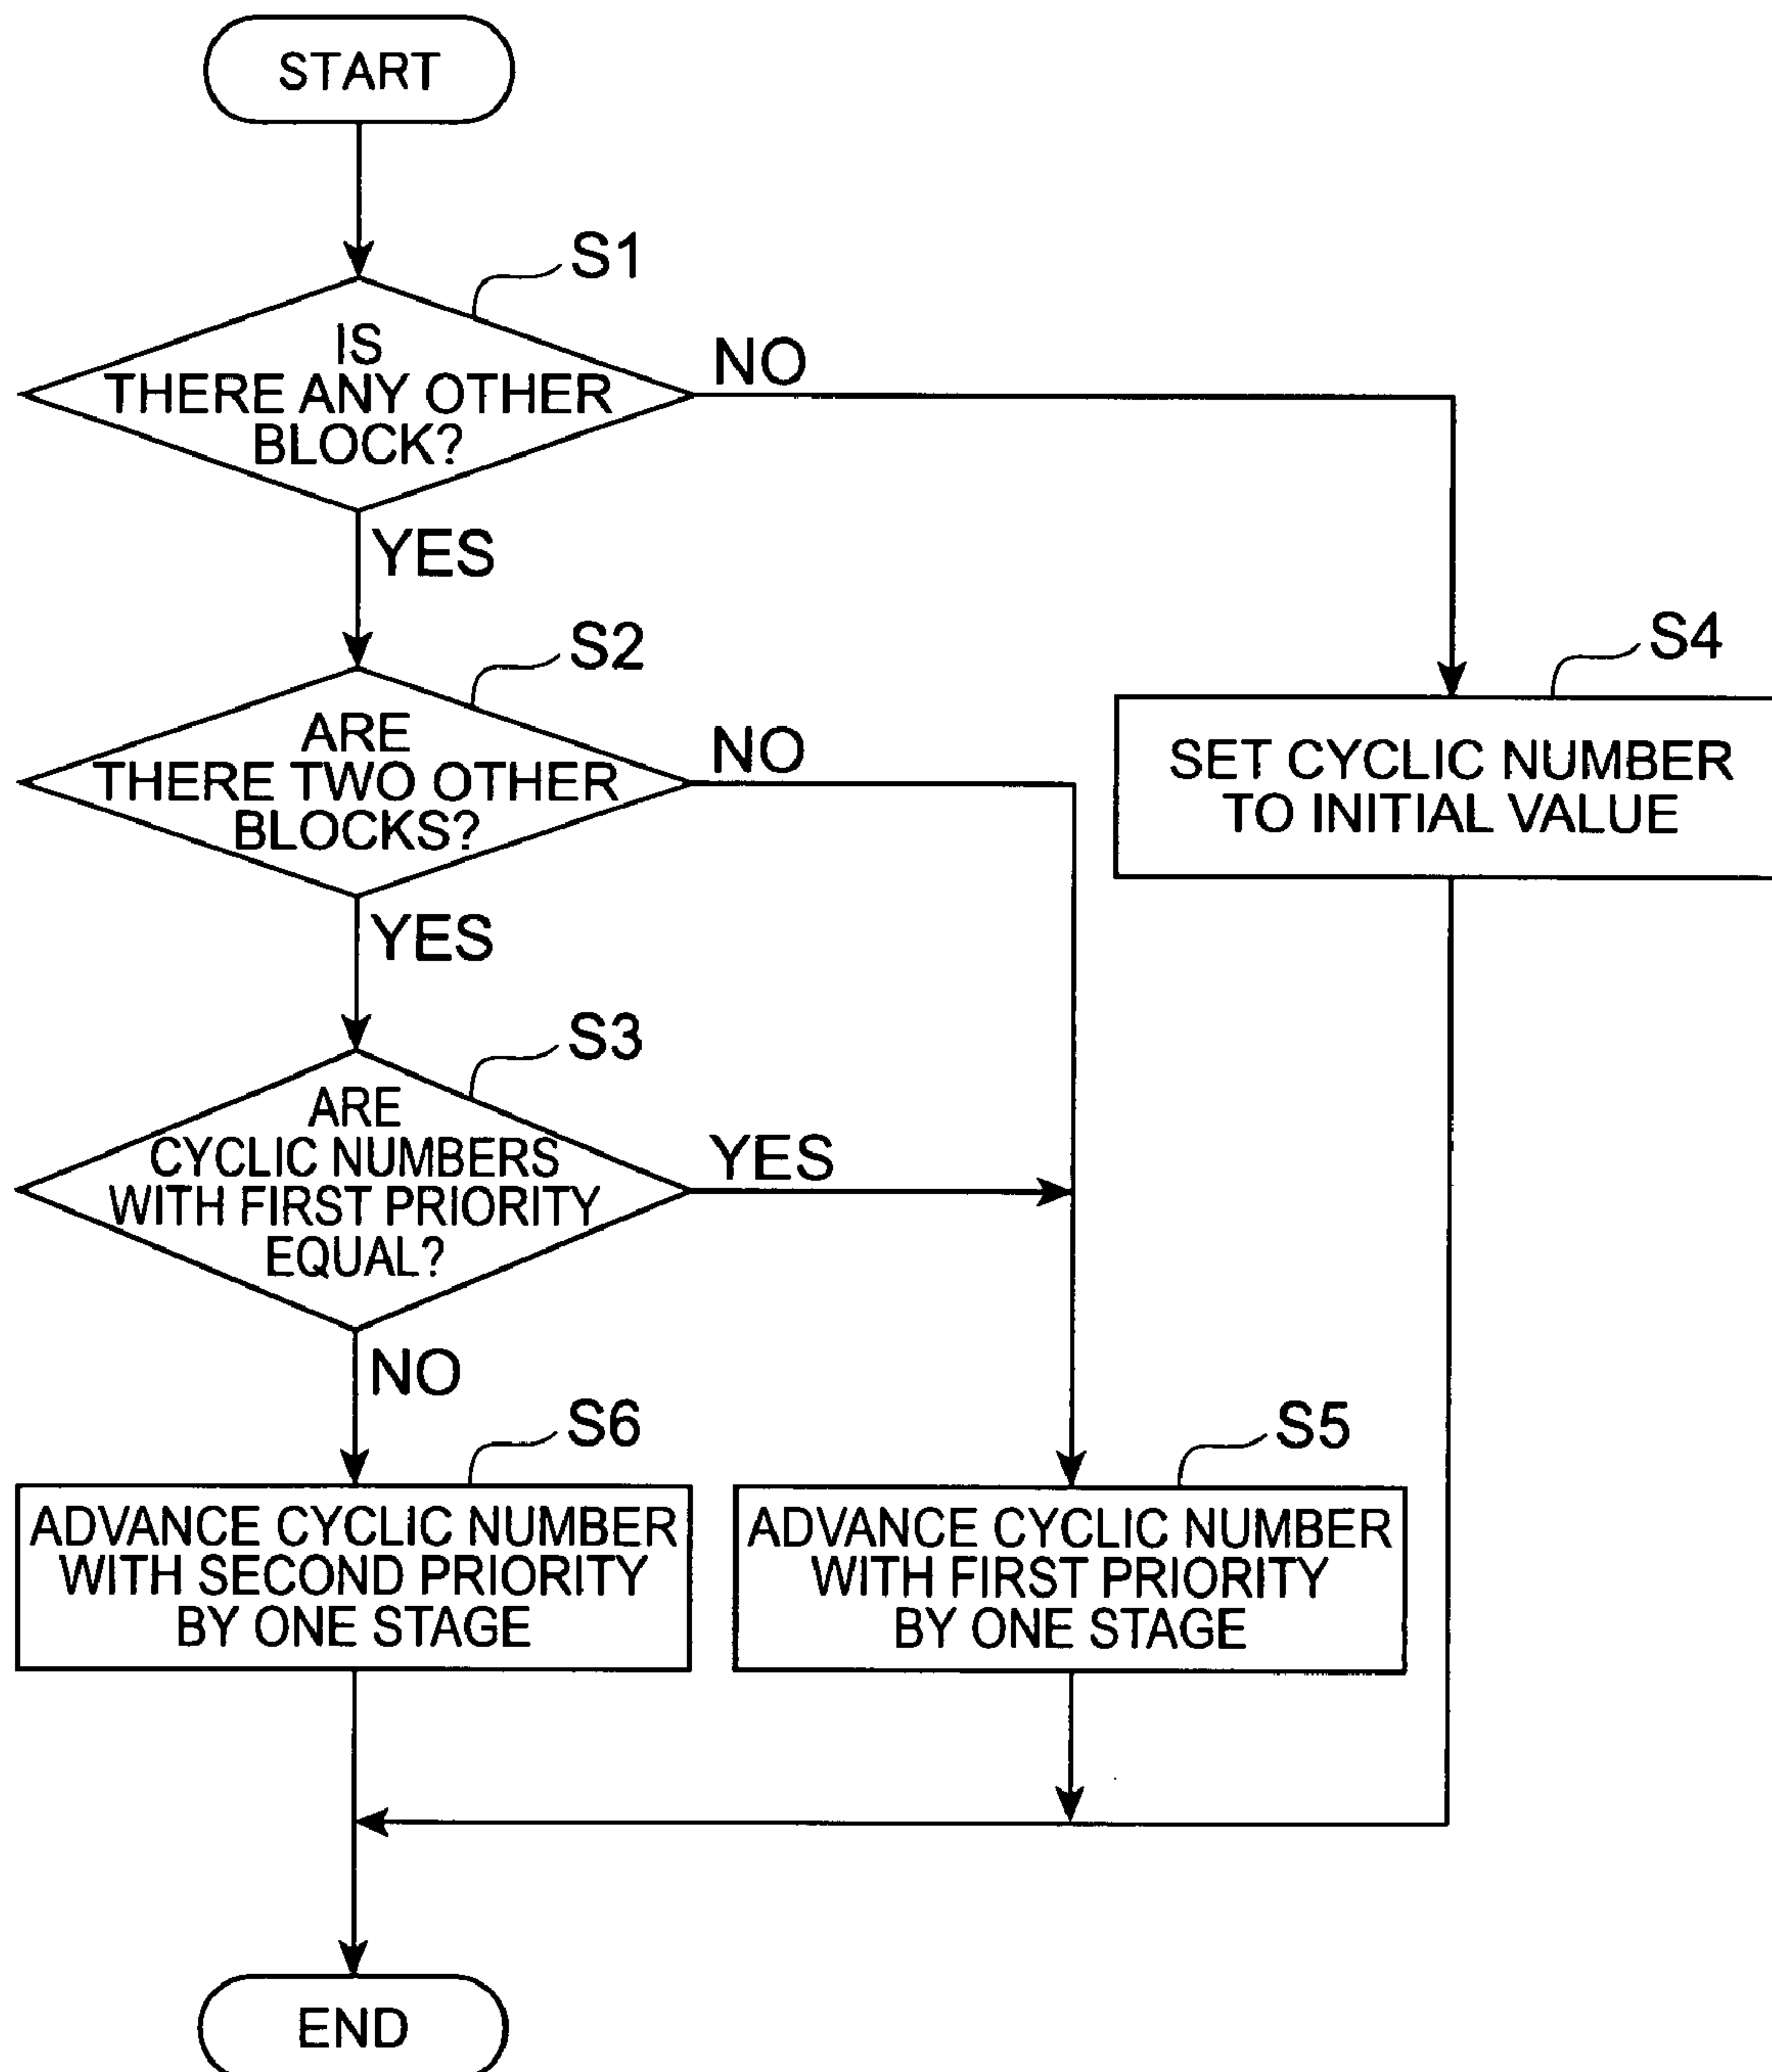 START
S1
IS
THERE ANY OTHER
BLOCK?
NO
YES
S2
ARE
THERE TWO OTHER
BLOCKS?
NO
S4
SET CYCLIC NUMBER
TO INITIAL VALUE
YES
S3
ARE
CYCLIC NUMBERS
WITH FIRST PRIORITY
EQUAL?
YES
NO
S6
ADVANCE CYCLIC NUMBER
WITH SECOND PRIORITY
BY ONE STAGE
S5
ADVANCE CYCLIC NUMBER
WITH FIRST PRIORITY
BY ONE STAGE
END